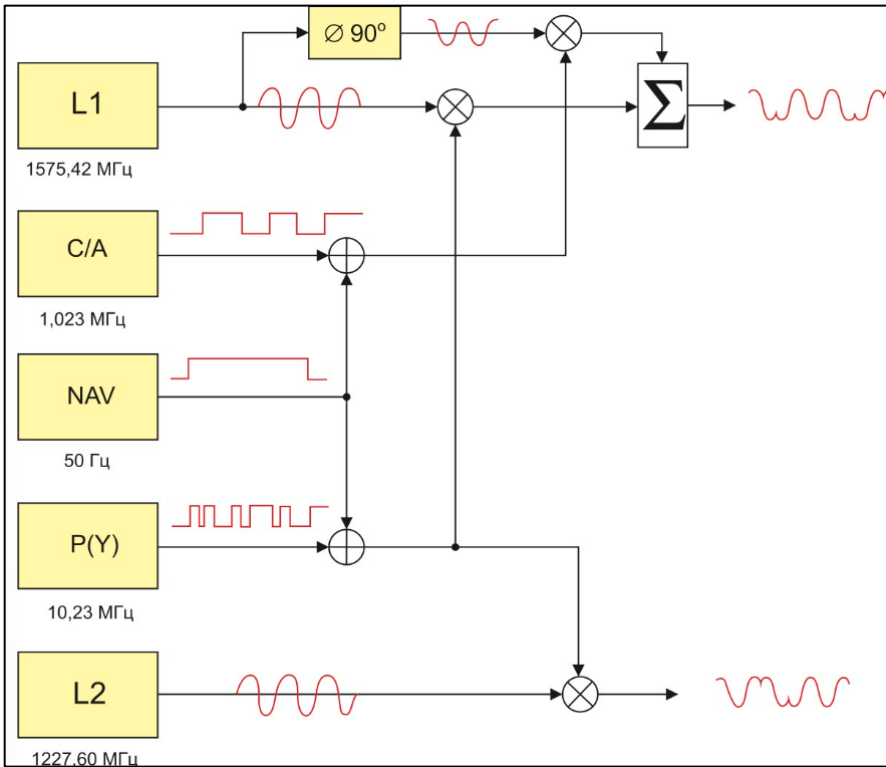 Ø 90°
L1
Σ
1575,42 МГц
C/A
1,023 МГц
NAV
50 Гц
P(Y)
10,23 МГц
L2
1227,60 МГц